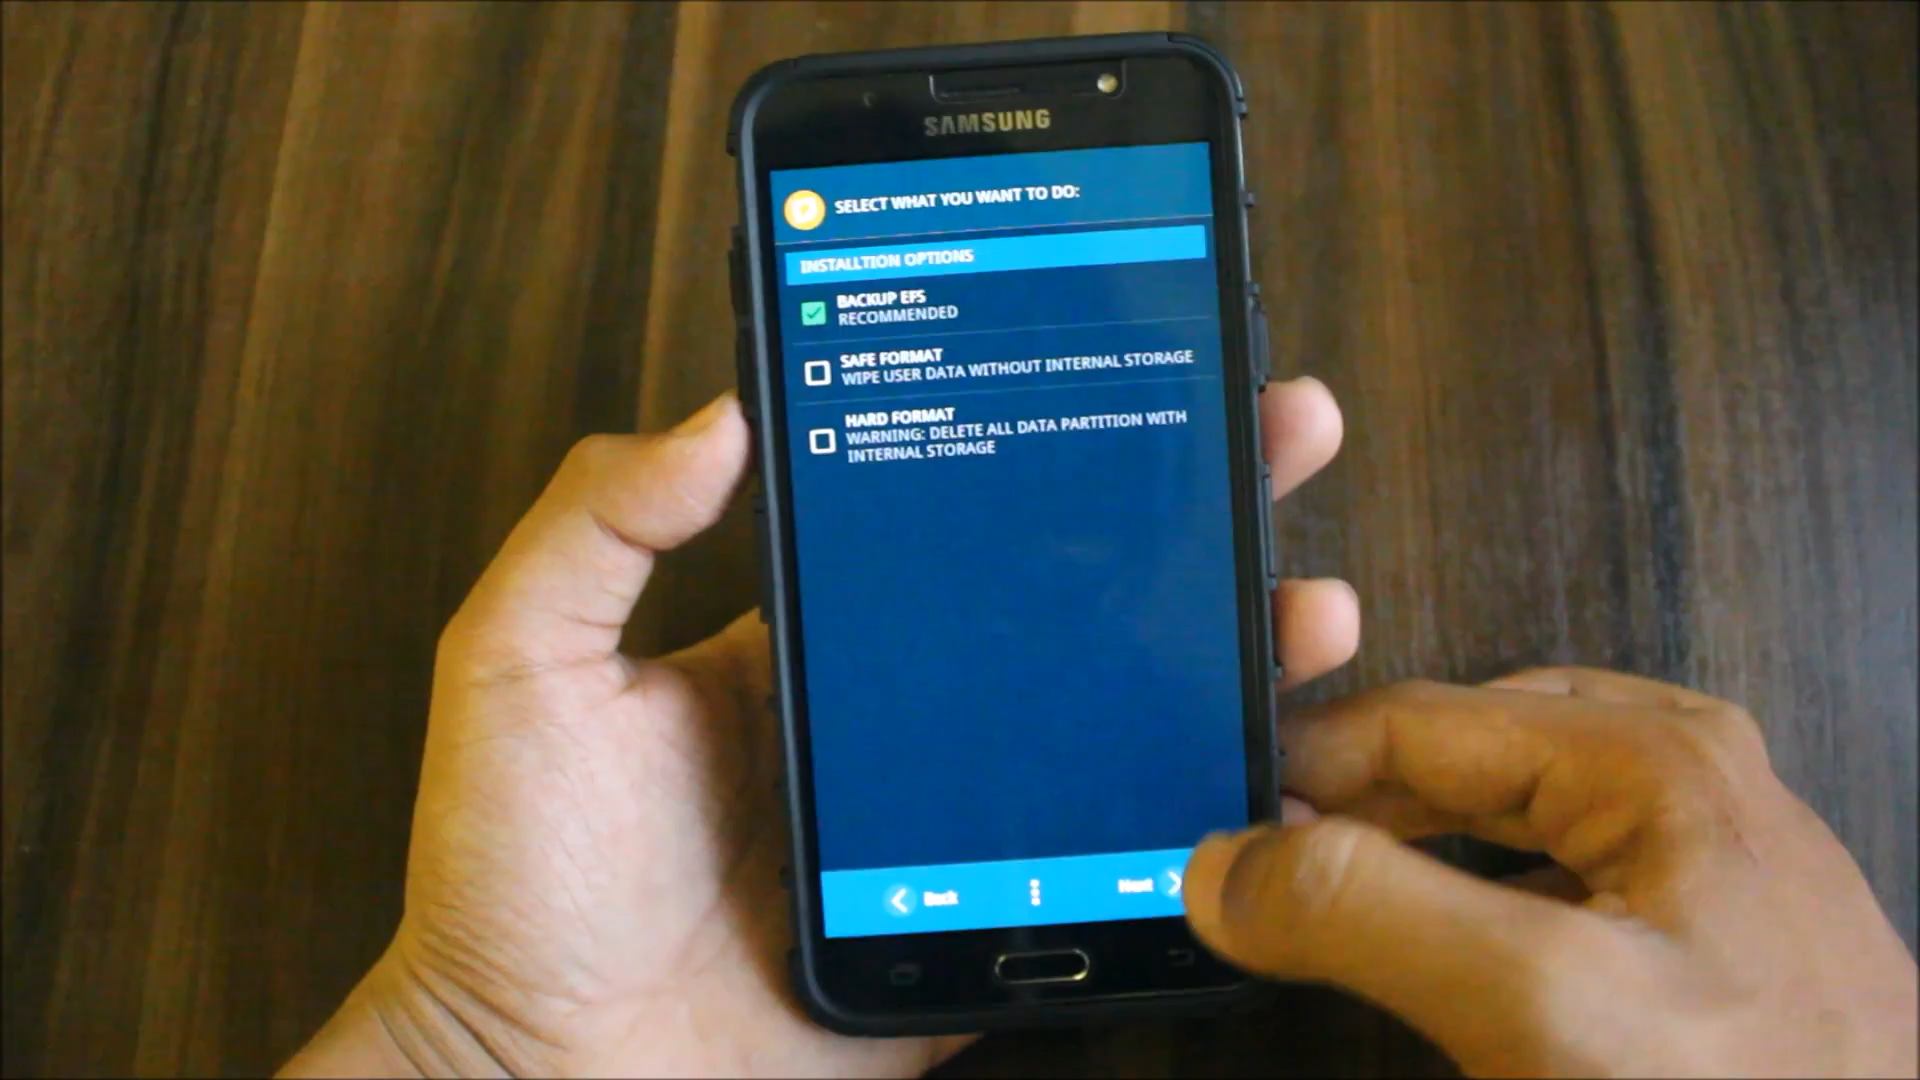 SAMSUNG
SELECT WHAT YOU WANT TO DO:
INSTALLTION OPTIONS
BACKUP EFS
RECOMMENDED
SAFE FORMAT
WIPE USER DATA WITHOUT INTERNAL STORAGE
HARD FORMAT
WARNING: DELETE ALL DATA PARTITION WITH
INTERNAL STORAGE
Back
Next